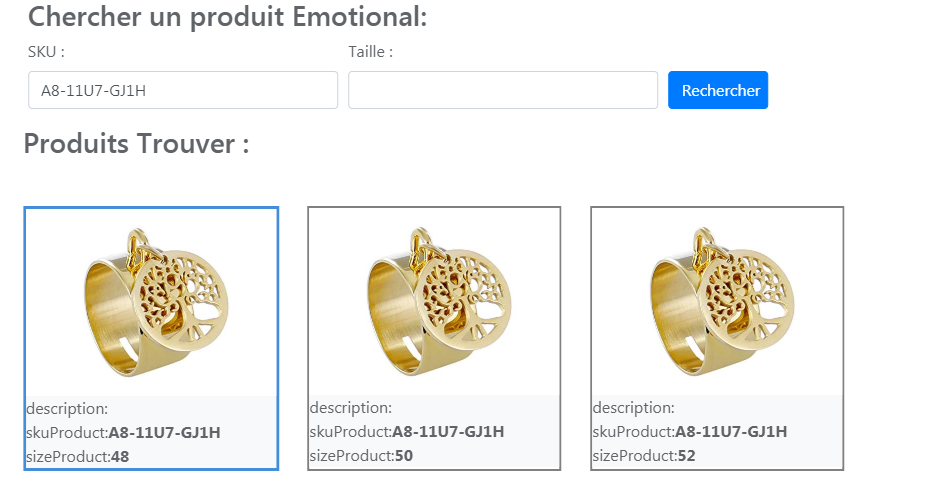 Chercher un produit Emotional:
SKU : Taille :
A8-11U7-GJ1H Rechercher
Produits Trouver :
description: description: description:
skuProduct:A8-11U7-GJ1H skuProduct:A8-11U7-GJ1H skuProduct:A8-11U7-GJ1H
sizeProduct:48 sizeProduct:50 sizeProduct:52